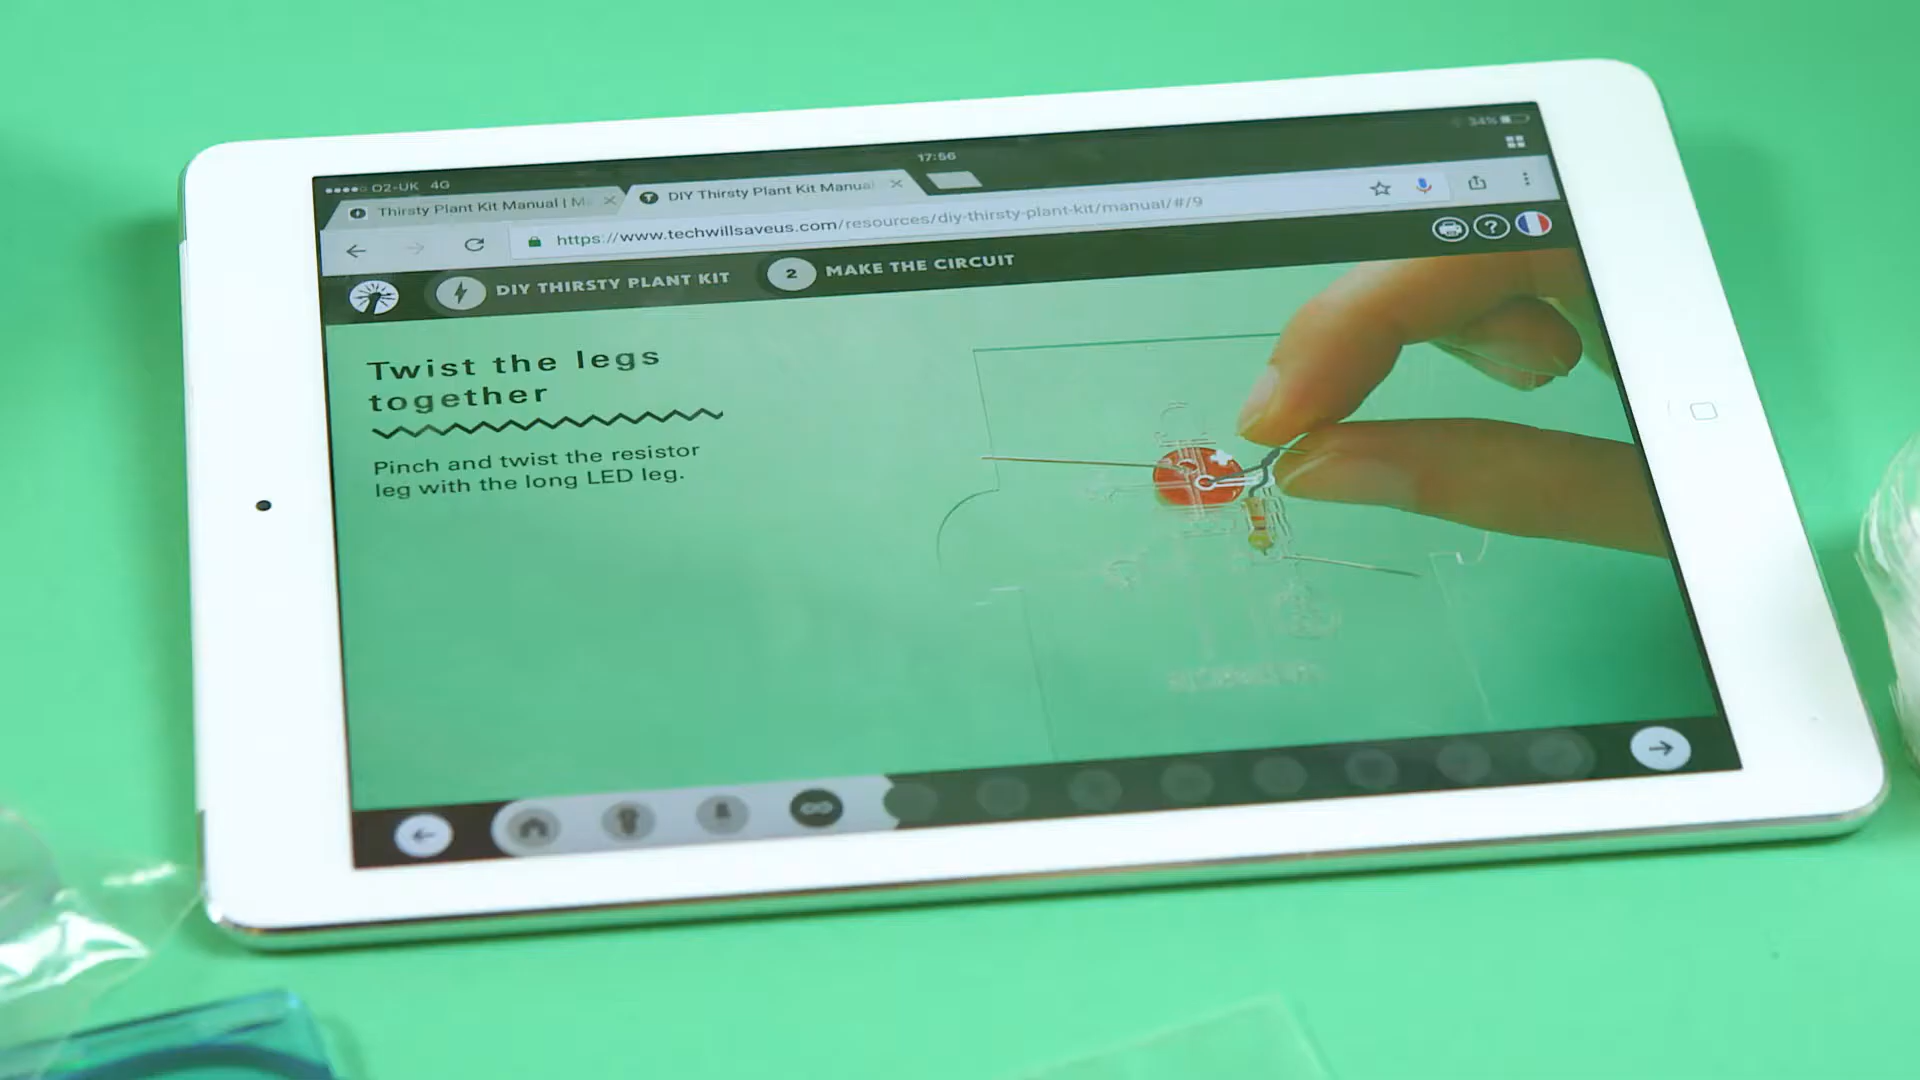 O2-UK 4G
17:56
34%
Thirsty Plant Kit Manual | M
DIY Thirsty Plant Kit Manual
https://www.techwillsaveus.com/resources/diy-thirsty-plant-kit/manual/#/9
DIY THIRSTY PLANT KIT
2
MAKE THE CIRCUIT
?
Twist the legs
together
Pinch and twist the resistor
leg with the long LED leg.